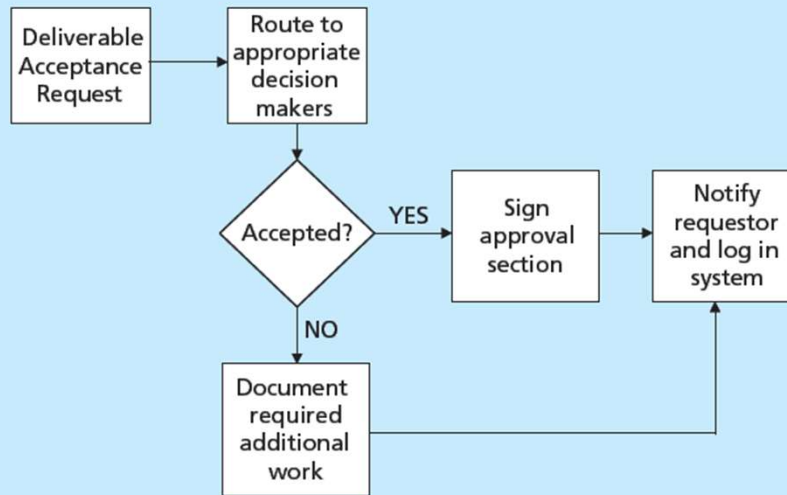 Deliverable
Acceptance
Request
Route to
appropriate
decision
makers
Accepted?
YES
Sign
approval
section
Notify
requestor
and log in
system
NO
Document
required
additional
work